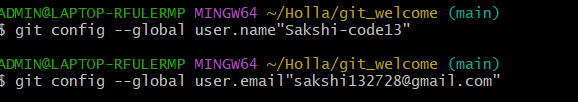 ADMIN@LAPTOP-RFULERMP MINGW64 ~/Holla/git_welcome (main)
$ git config --global user.name"Sakshi-code13"
ADMIN@LAPTOP-RFULERMP MINGW64 ~/Holla/git_welcome (main)
$ git config --global user.email"sakshi132728@gmail.com"